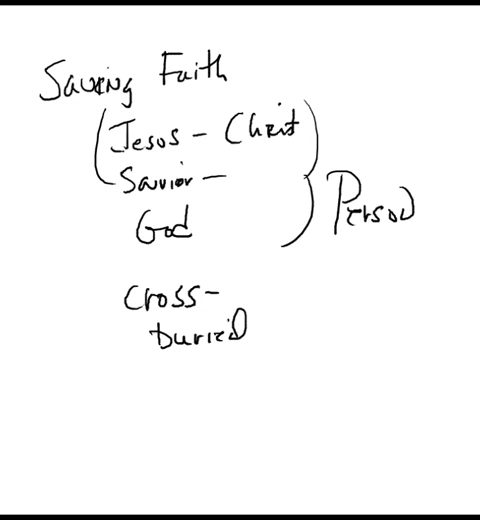 Saving Faith
Jesus - Christ
Savior -
God
Person
Cross -
buried